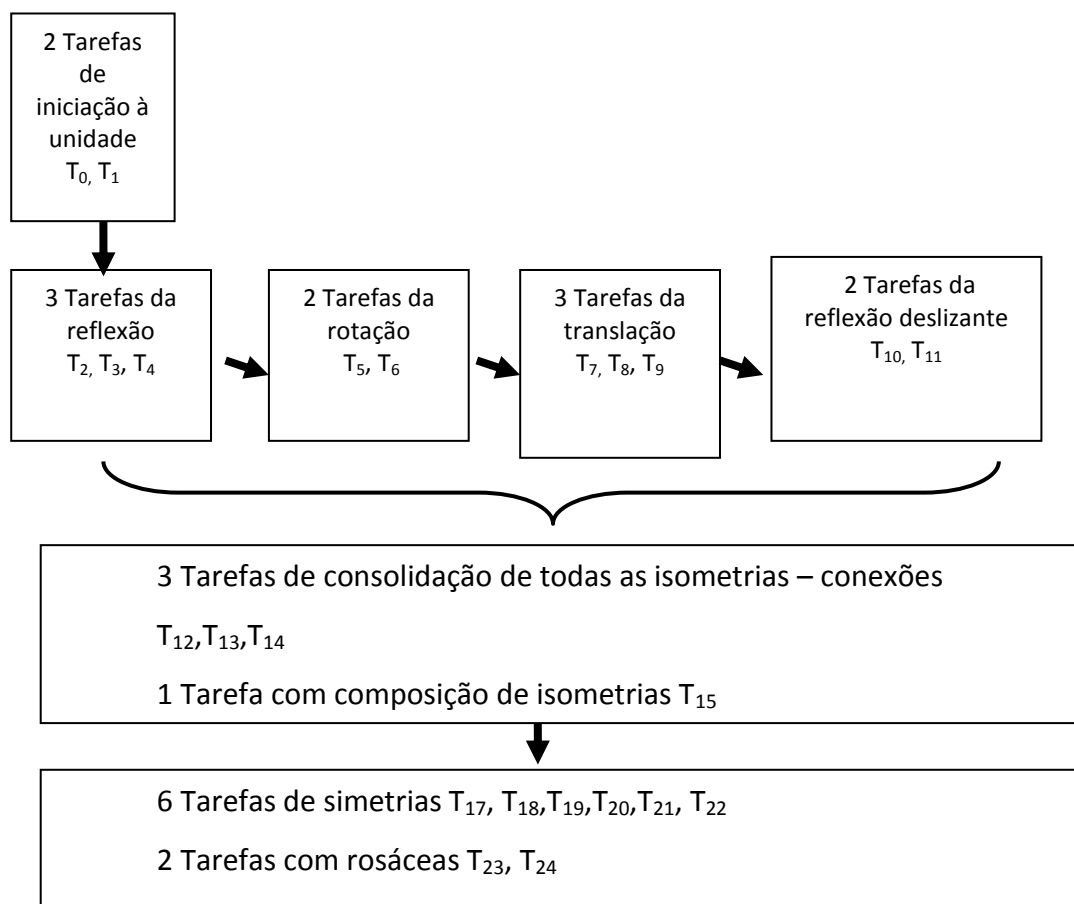 2 Tarefas
de
iniciação à
unidade
T₀, T₁
3 Tarefas da
reflexão
T₂, T₃, T₄
2 Tarefas da
rotação
T₅, T₆
3 Tarefas da
translação
T₇, T₈, T₉
2 Tarefas da
reflexão deslizante
T₁₀, T₁₁
3 Tarefas de consolidação de todas as isometrias – conexões
T₁₂,T₁₃,T₁₄
1 Tarefa com composição de isometrias T₁₅
6 Tarefas de simetrias T₁₇, T₁₈,T₁₉,T₂₀,T₂₁, T₂₂
2 Tarefas com rosáceas T₂₃, T₂₄